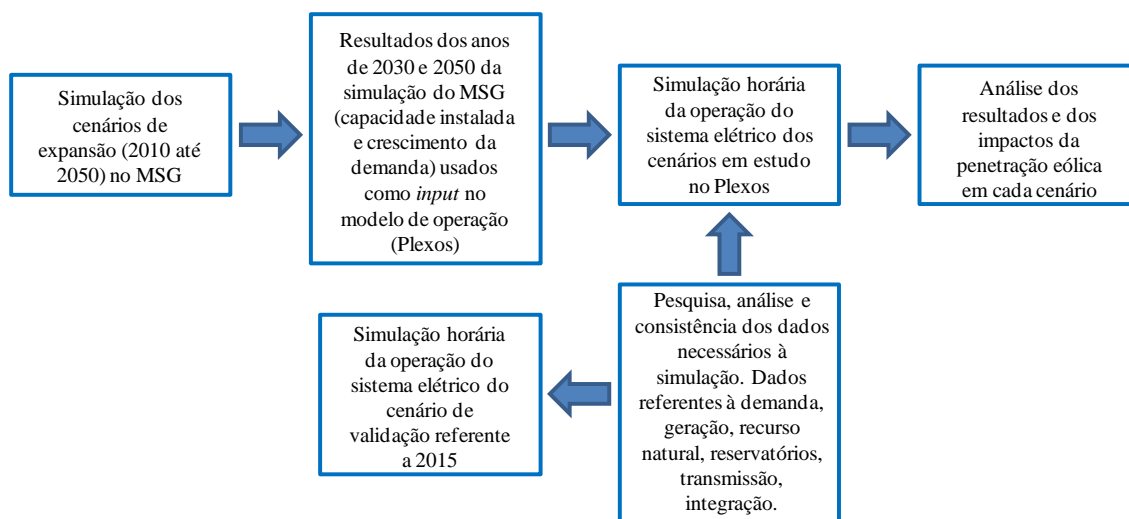 Simulação dos
cenários de
expansão (2010 até
2050) no MSG
Resultados dos anos
de 2030 e 2050 da
simulação do MSG
(capacidade instalada
e crescimento da
demanda) usados
como input no
modelo de operação
(Plexos)
Simulação horária
da operação do
sistema elétrico dos
cenários em estudo
no Plexos
Análise dos
resultados e dos
impactos da
penetração eólica
em cada cenário
Simulação horária
da operação do
sistema elétrico do
cenário de
validação referente
a 2015
Pesquisa, análise e
consistência dos dados
necessários à
simulação. Dados
referentes à demanda,
geração, recurso
natural, reservatórios,
transmissão,
integração.